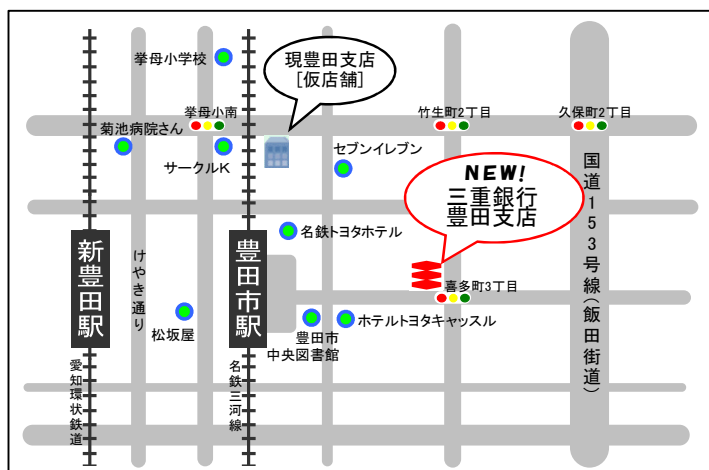 挙母小学校
現豊田支店
[仮店舗]
挙母小南
竹生町2丁目
久保町2丁目
菊池病院さん
サークルK
セブンイレブン
NEW!
三重銀行
豊田支店
国道153号線(飯田街道)
名鉄トヨタホテル
新豊田駅
けやき通り
豊田市駅
喜多町3丁目
松坂屋
豊田市
中央図書館
ホテルトヨタキャッスル
愛知環状鉄道
名鉄三河線